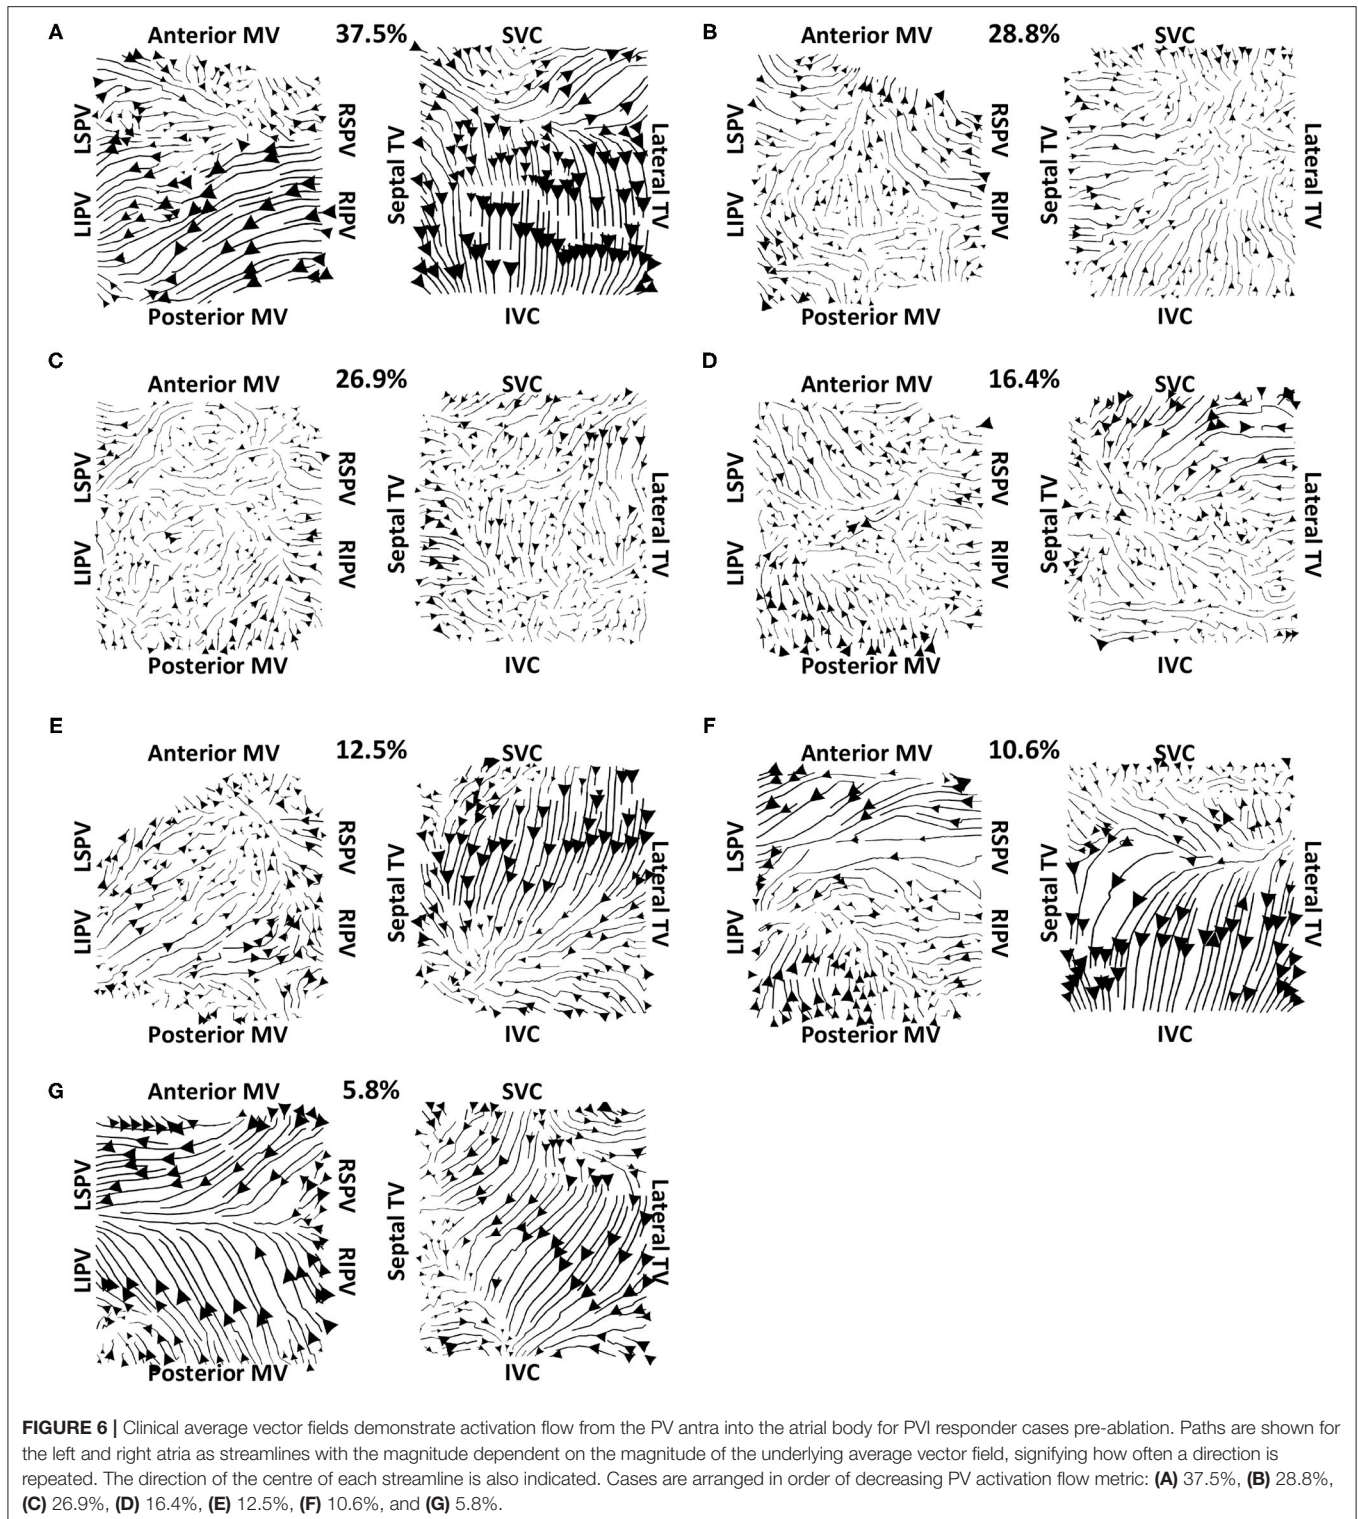 A
Anterior MV
37.5%
SVC
LSPV
LIPV
RSPV
RIPV
Septal TV
Lateral TV
Posterior MV
IVC
B
Anterior MV
28.8%
SVC
LSPV
LIPV
RSPV
RIPV
Septal TV
Lateral TV
Posterior MV
IVC
C
Anterior MV
26.9%
SVC
LSPV
LIPV
RSPV
RIPV
Septal TV
Lateral TV
Posterior MV
IVC
D
Anterior MV
16.4%
SVC
LSPV
LIPV
RSPV
RIPV
Septal TV
Lateral TV
Posterior MV
IVC
E
Anterior MV
12.5%
SVC
LSPV
LIPV
RSPV
RIPV
Septal TV
Lateral TV
Posterior MV
IVC
F
Anterior MV
10.6%
SVC
LSPV
LIPV
RSPV
RIPV
Septal TV
Lateral TV
Posterior MV
IVC
G
Anterior MV
5.8%
SVC
LSPV
LIPV
RSPV
RIPV
Septal TV
Lateral TV
Posterior MV
IVC
FIGURE 6 | Clinical average vector fields demonstrate activation flow from the PV antra into the atrial body for PVI responder cases pre-ablation. Paths are shown for
the left and right atria as streamlines with the magnitude dependent on the magnitude of the underlying average vector field, signifying how often a direction is
repeated. The direction of the centre of each streamline is also indicated. Cases are arranged in order of decreasing PV activation flow metric: (A) 37.5%, (B) 28.8%,
(C) 26.9%, (D) 16.4%, (E) 12.5%, (F) 10.6%, and (G) 5.8%.